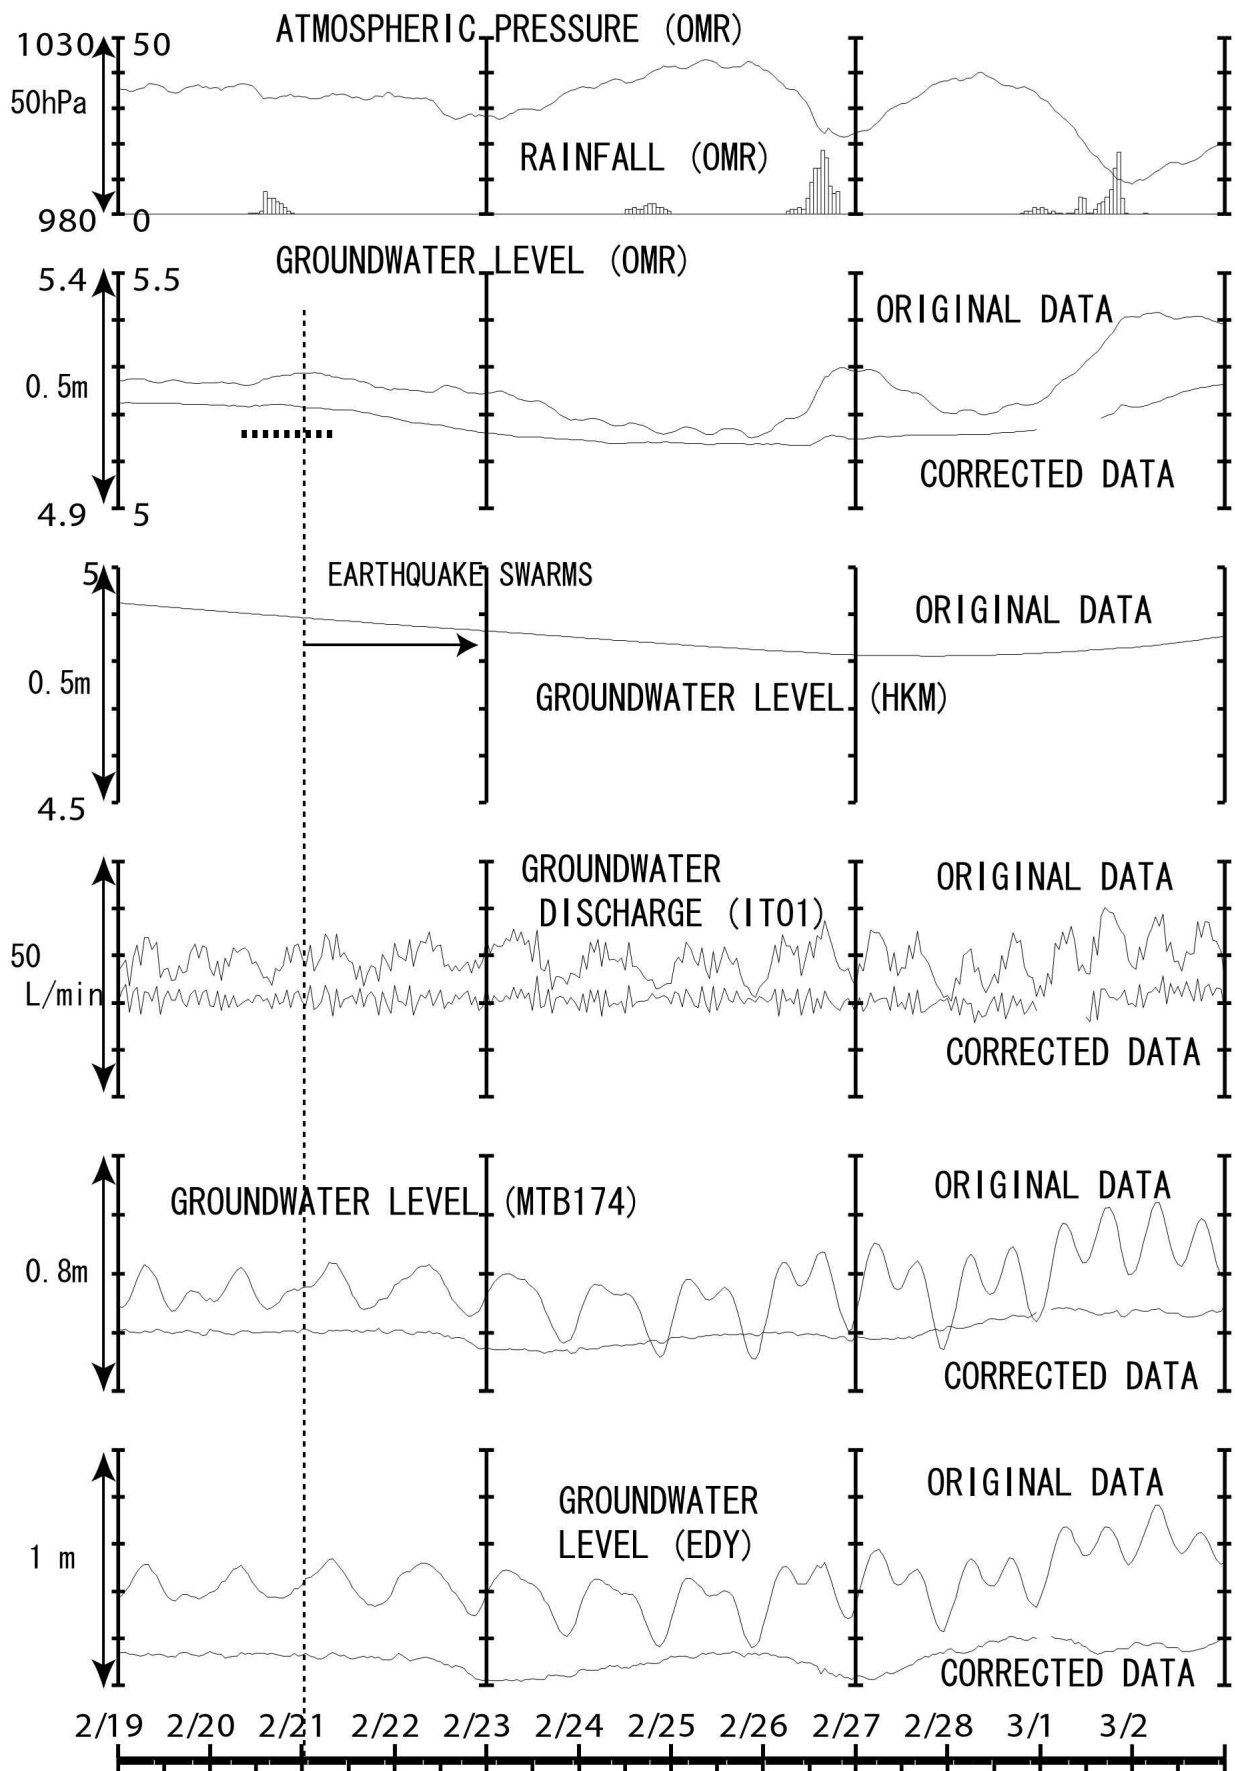 ATMOSPHERIC PRESSURE (OMR)
1030 50
50hPa
RAINFALL (OMR)
980 0
GROUNDWATER LEVEL (OMR)
5.4 5.5
ORIGINAL DATA
0.5m
CORRECTED DATA
4.9 5
5 EARTHQUAKE SWARMS
ORIGINAL DATA
0.5m
GROUNDWATER LEVEL (HKM)
4.5
GROUNDWATER
DISCHARGE (ITO1)
ORIGINAL DATA
50
L/min
CORRECTED DATA
ORIGINAL DATA
GROUNDWATER LEVEL (MTB174)
0.8m
CORRECTED DATA
ORIGINAL DATA
GROUNDWATER
LEVEL (EDY)
1 m
CORRECTED DATA
2/19 2/20 2/21 2/22 2/23 2/24 2/25 2/26 2/27 2/28 3/1 3/2